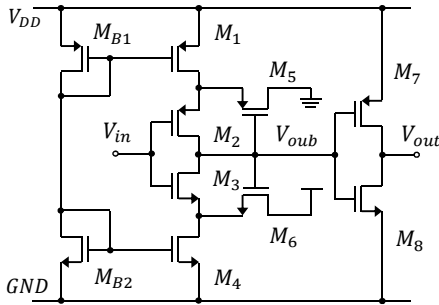 V_DD
M_B1
M_1
M_5
M_7
V_in
M_2
V_oub
V_out
M_3
M_6
M_8
M_B2
M_4
GND